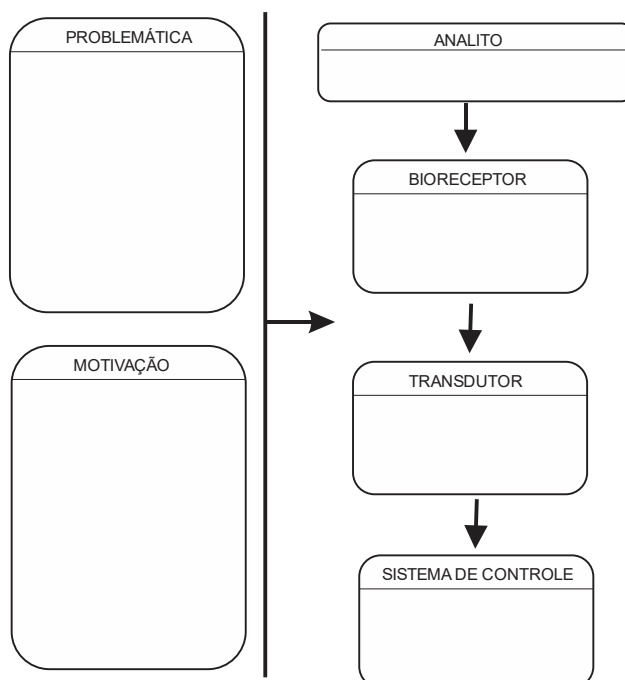 PROBLEMÁTICA
MOTIVAÇÃO
ANALITO
BIORECEPTOR
TRANSDUTOR
SISTEMA DE CONTROLE